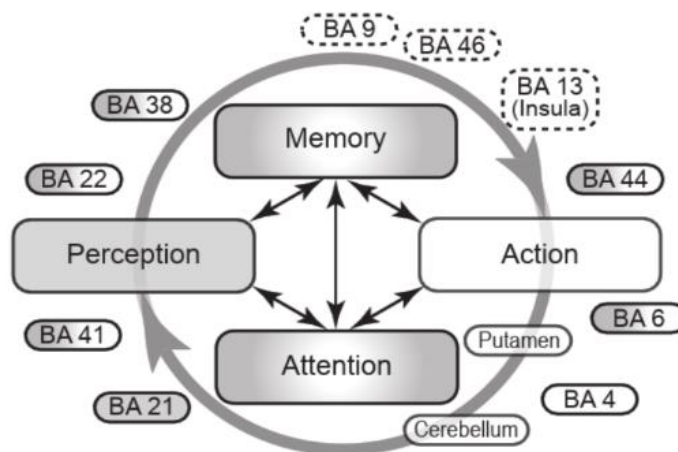 BA 9
BA 46
BA 13
(Insula)
BA 38
Memory
BA 22
BA 44
Perception
Action
BA 41
BA 6
Putamen
Attention
BA 21
BA 4
Cerebellum